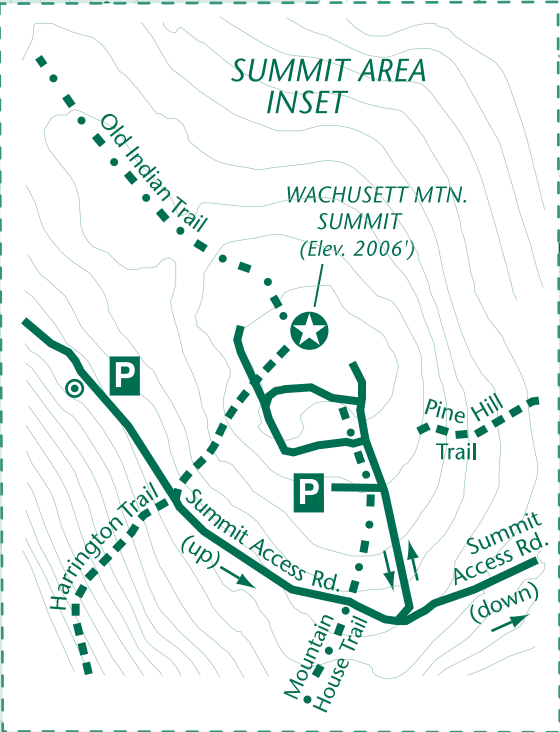 SUMMIT AREA
INSET
Old Indian Trail
WACHUSETT MTN.
SUMMIT
(Elev. 2006')
P
Pine Hill
Trail
P
Harrington Trail
Summit Access Rd.
(up)
Summit
Access Rd.
(down)
Mountain
House Trail